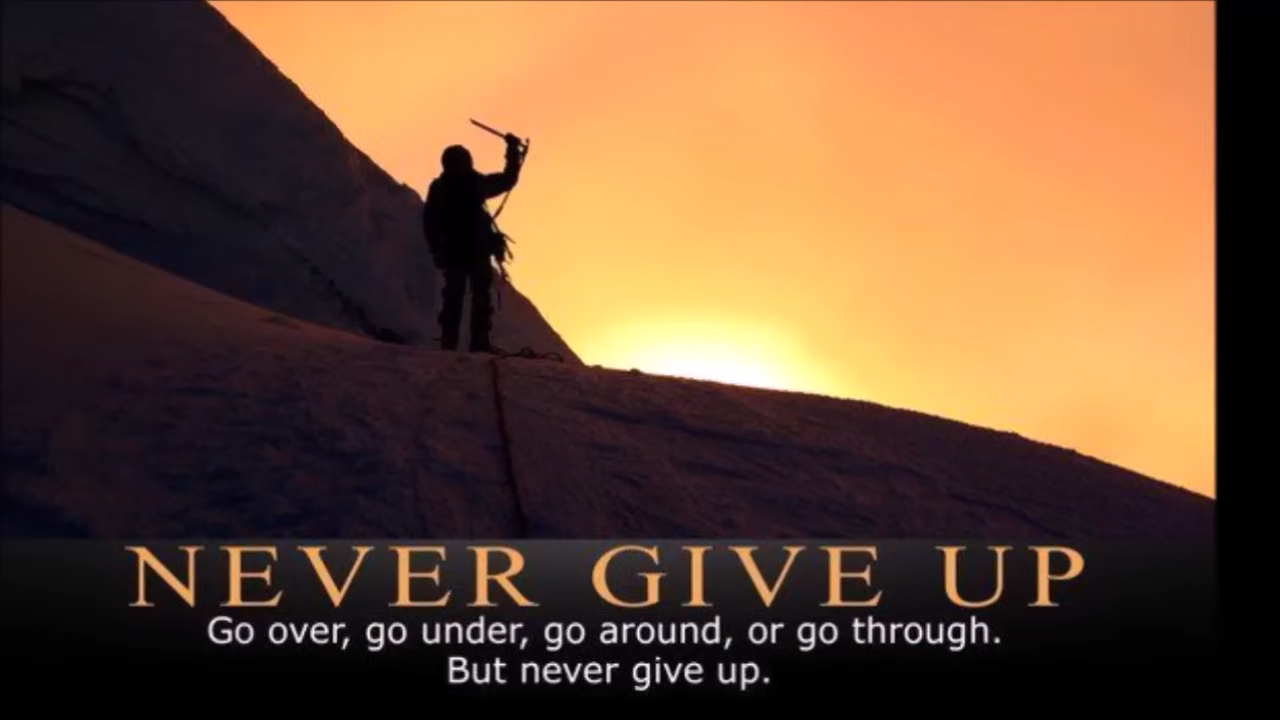 NEVER GIVE UP
Go over, go under, go around, or go through.
But never give up.